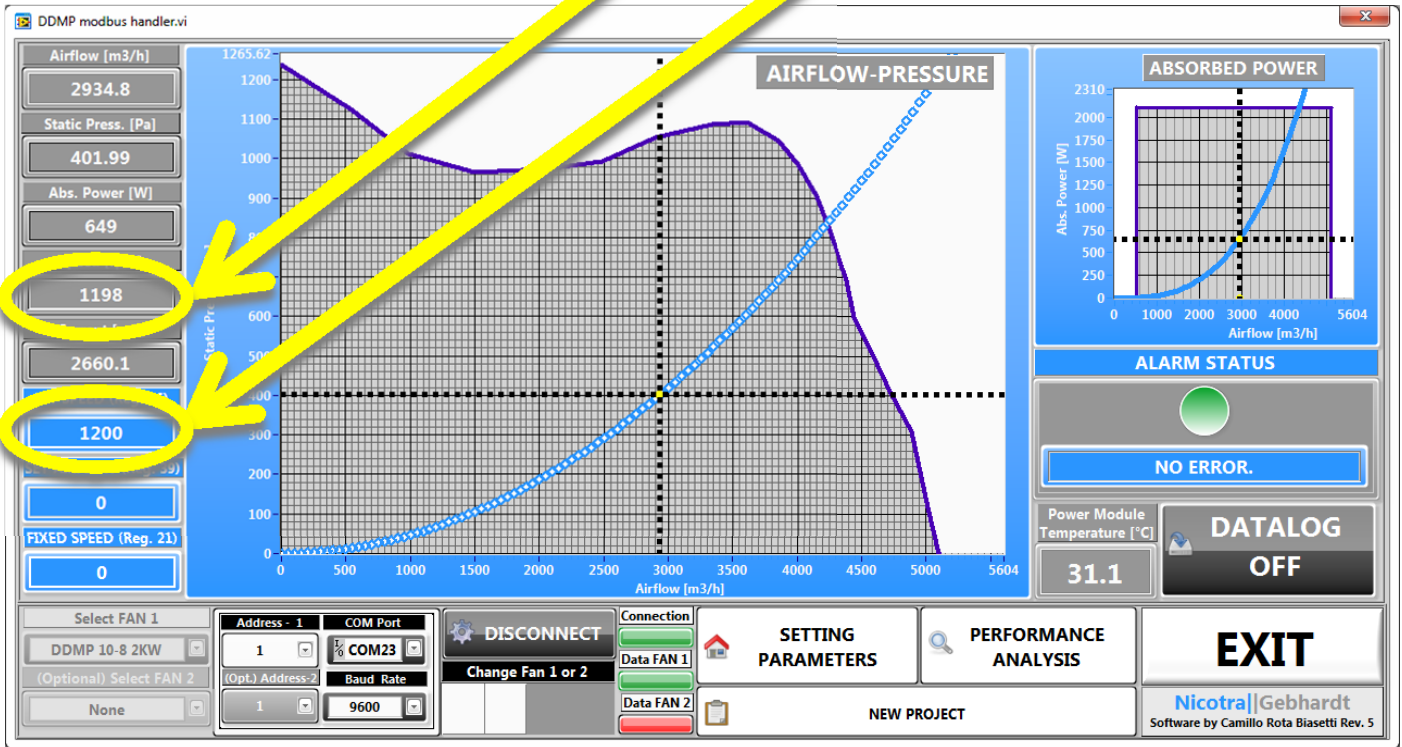 DDMP modbus handler.vi
X
Airflow [m3/h]
2934.8
Static Press. [Pa]
401.99
Abs. Power [W]
649
1198
2660.1
1200
0
FIXED SPEED (Reg. 21)
0
AIRFLOW-PRESSURE
1265.62
1200
1100
1000
900
600
400
300
200
100
0
0 500 1000 1500 2000 2500 3000 3500 4000 4500 5000 5604
Airflow [m3/h]
ABSORBED POWER
Abs. Power [W]
2310
2000
1750
1500
1250
1000
750
500
250
0
0 1000 2000 3000 4000 5604
Airflow [m3/h]
ALARM STATUS
NO ERROR.
Power Module
Temperature [°C]
31.1
DATALOG
OFF
Select FAN 1
DDMP 10-8 2KW
(Optional) Select FAN 2
None
Address - 1 COM Port
1 COM23
(Opt.) Address-2 Baud Rate
1 9600
DISCONNECT
Change Fan 1 or 2
Connection
Data FAN 1
Data FAN 2
SETTING
PARAMETERS
PERFORMANCE
ANALYSIS
NEW PROJECT
EXIT
Nicotra||Gebhardt
Software by Camillo Rota Biasetti Rev. 5